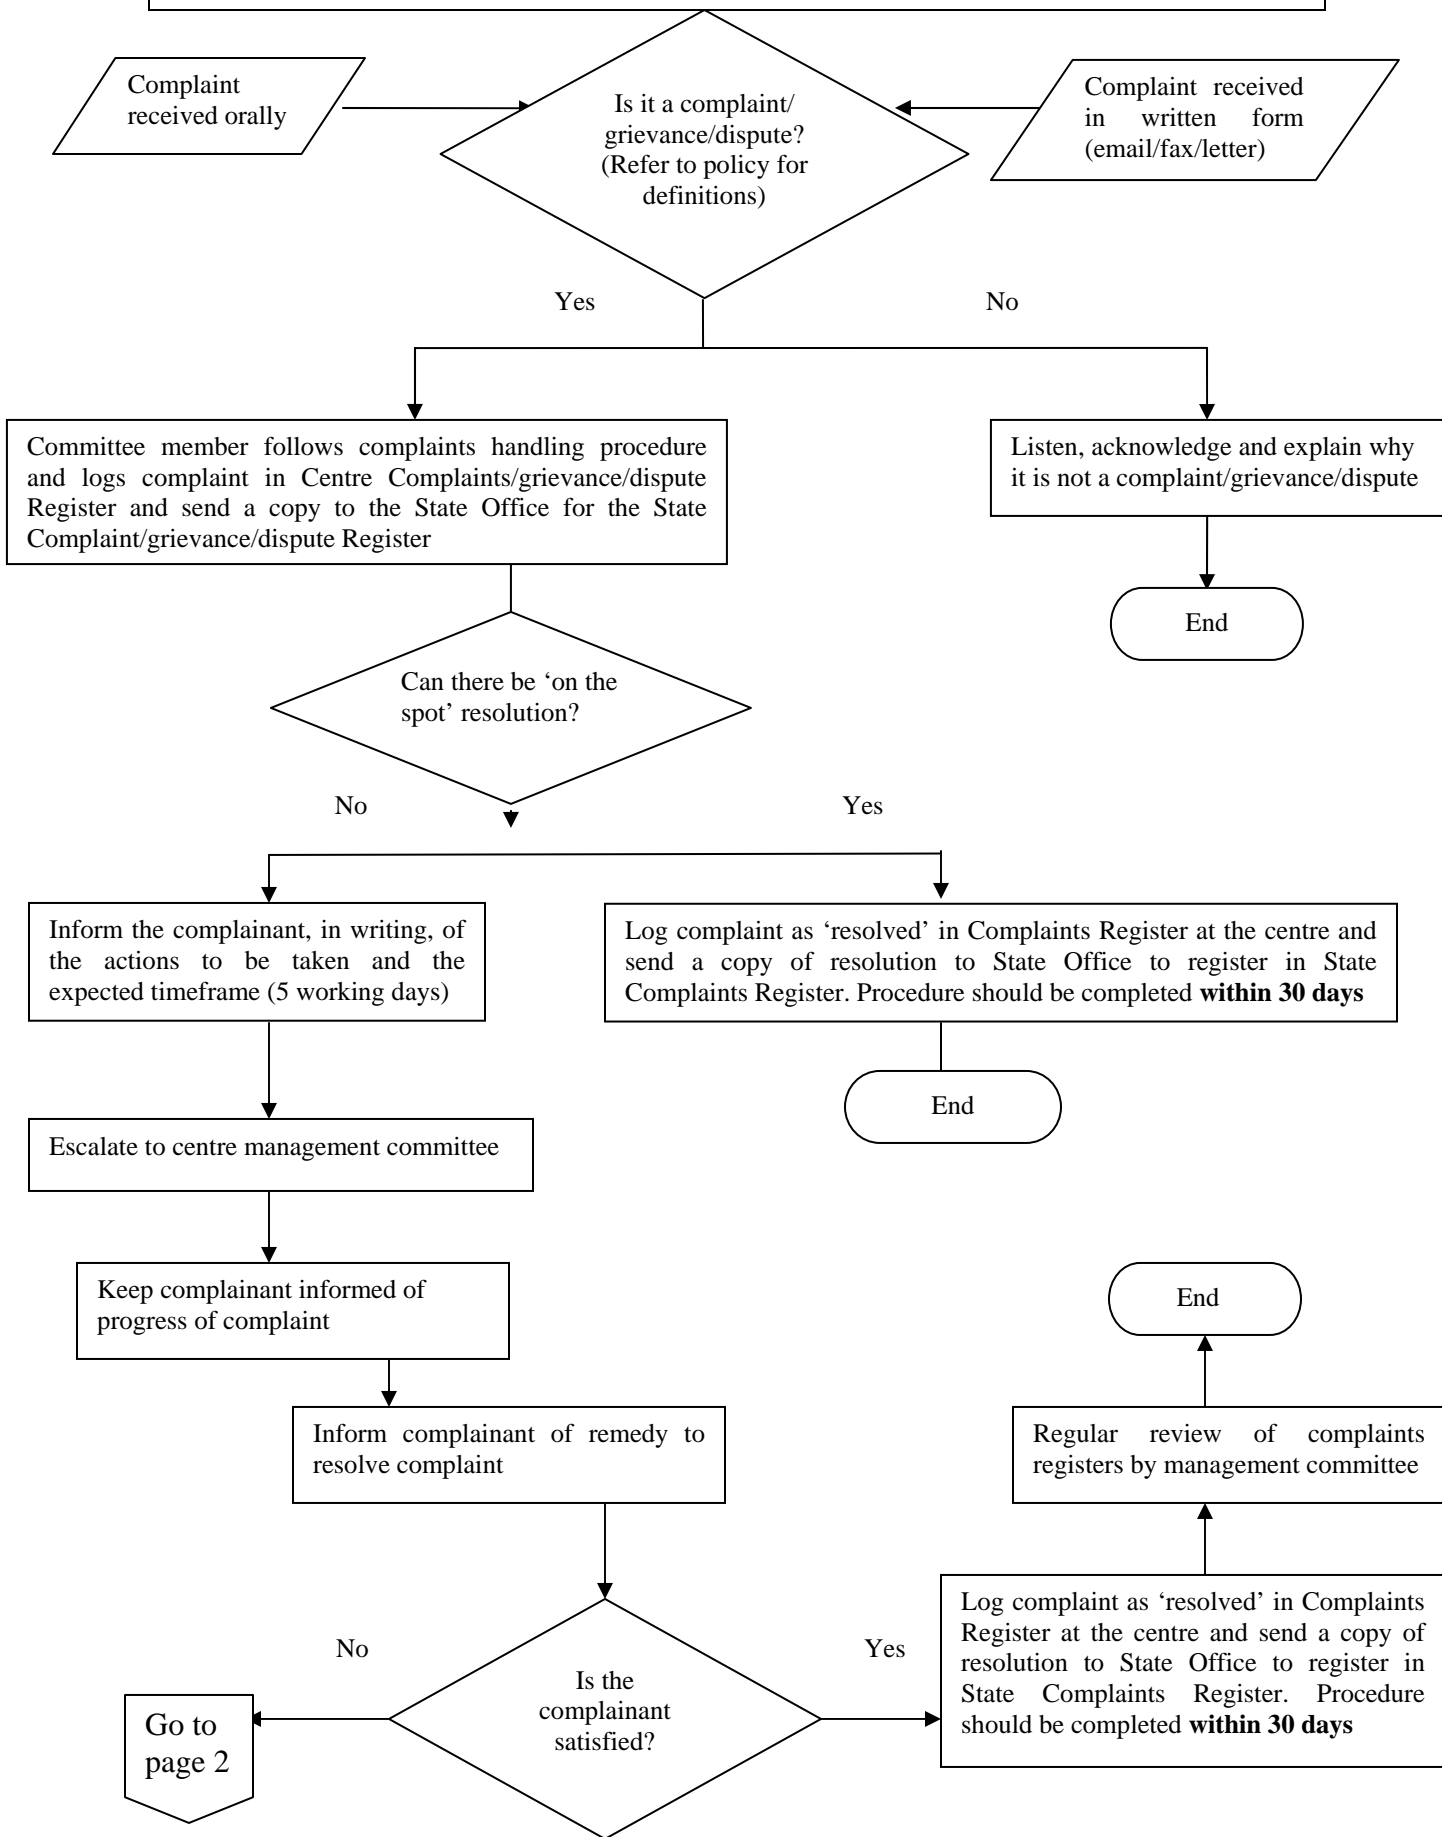 Complaint
received orally
Is it a complaint/
grievance/dispute?
(Refer to policy for
definitions)
Complaint received
in written form
(email/fax/letter)
Yes
No
Committee member follows complaints handling procedure
and logs complaint in Centre Complaints/grievance/dispute
Register and send a copy to the State Office for the State
Complaint/grievance/dispute Register
Listen, acknowledge and explain why
it is not a complaint/grievance/dispute
End
Can there be ‘on the
spot’ resolution?
No
Yes
Inform the complainant, in writing, of
the actions to be taken and the
expected timeframe (5 working days)
Log complaint as ‘resolved’ in Complaints Register at the centre and
send a copy of resolution to State Office to register in State
Complaints Register. Procedure should be completed within 30 days
End
Escalate to centre management committee
Keep complainant informed of
progress of complaint
End
Inform complainant of remedy to
resolve complaint
Regular review of complaints
registers by management committee
No
Yes
Is the
complainant
satisfied?
Log complaint as ‘resolved’ in Complaints
Register at the centre and send a copy of
resolution to State Office to register in
State Complaints Register. Procedure
should be completed within 30 days
Go to
page 2